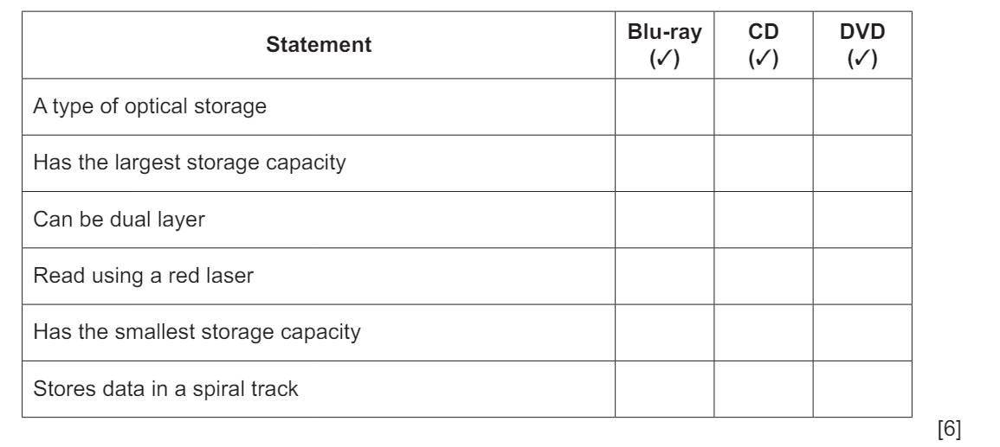 Statement Blu-ray CD DVD
(✓) (✓) (✓)
A type of optical storage
Has the largest storage capacity
Can be dual layer
Read using a red laser
Has the smallest storage capacity
Stores data in a spiral track
[6]